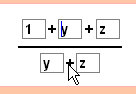 1 + y + z
y + z